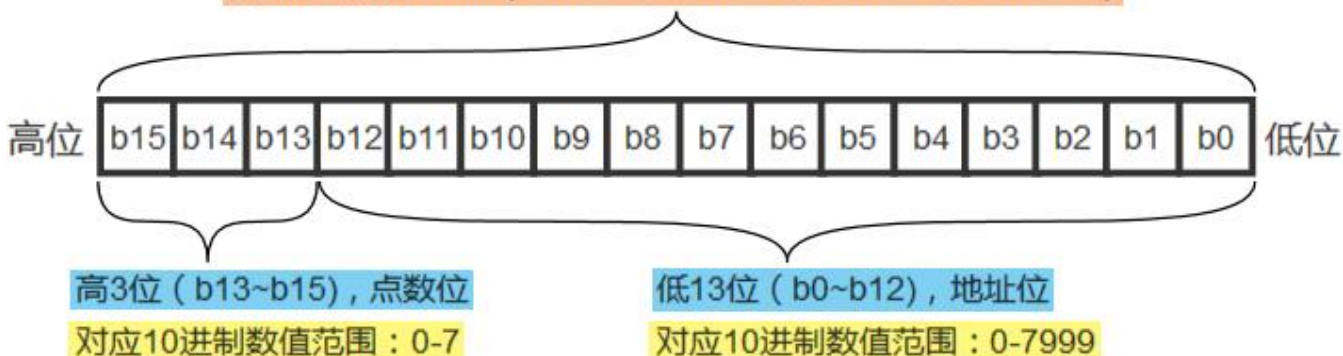 高位 b15 b14 b13 b12 b11 b10 b9 b8 b7 b6 b5 b4 b3 b2 b1 b0 低位
高3位（b13~b15），点数位 低13位（b0~b12），地址位
对应10进制数值范围：0-7 对应10进制数值范围：0-7999